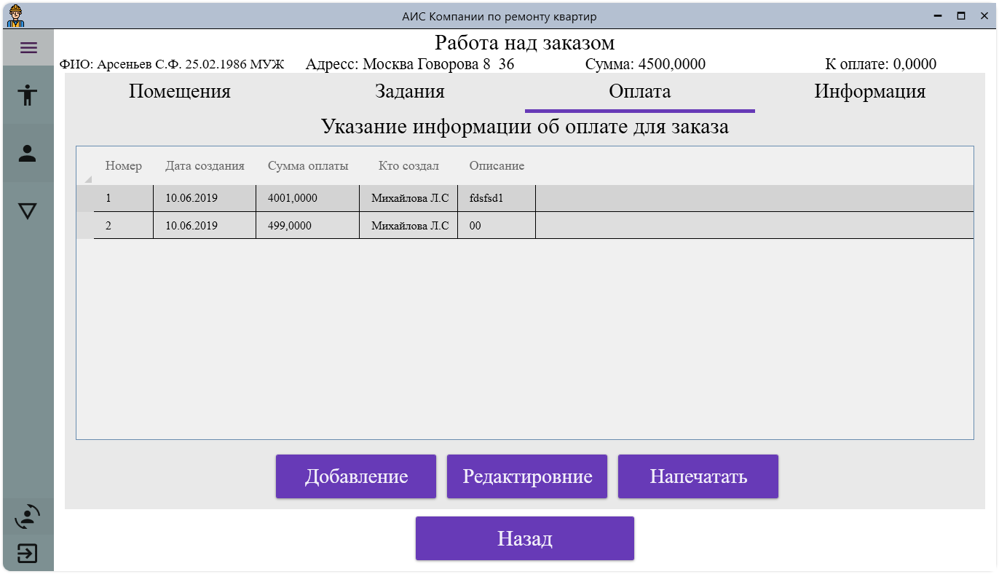 АИС Компании по ремонту квартир
Работа над заказом
ФИО: Арсеньев С.Ф. 25.02.1986 МУЖ Адресс: Москва Говорова 8 36 Сумма: 4500,0000 К оплате: 0,0000
Помещения Задания Оплата Информация
Указание информации об оплате для заказа
Номер Дата создания Сумма оплаты Кто создал Описание
1 10.06.2019 4001,0000 Михайлова Л.С fdsfsd1
2 10.06.2019 499,0000 Михайлова Л.С 00
Добавление Редактировние Напечатать
Назад